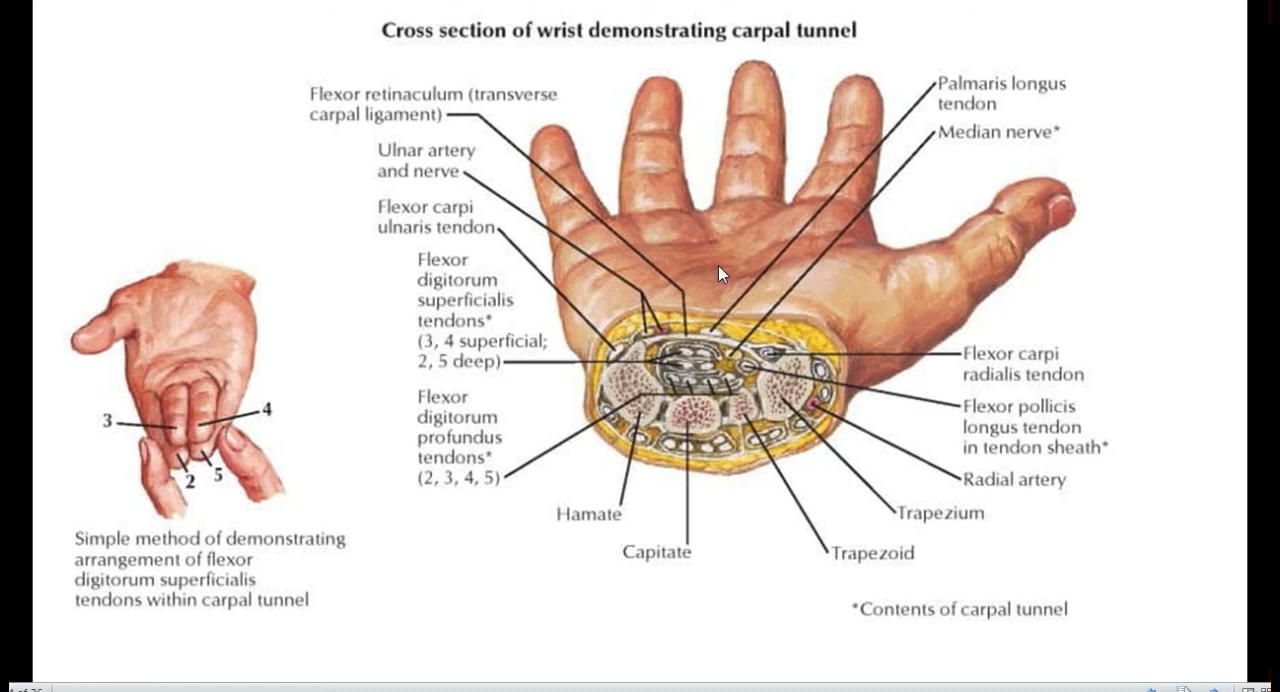 Cross section of wrist demonstrating carpal tunnel
Flexor retinaculum (transverse
carpal ligament)
Ulnar artery
and nerve
Flexor carpi
ulnaris tendon
Flexor
digitorum
superficialis
tendons*
(3, 4 superficial;
2, 5 deep)
Flexor
digitorum
profundus
tendons*
(2, 3, 4, 5)
Hamate
Capitate
Palmaris longus
tendon
Median nerve*
Flexor carpi
radialis tendon
Flexor pollicis
longus tendon
in tendon sheath*
Radial artery
Trapezium
Trapezoid
3
4
2
5
Simple method of demonstrating
arrangement of flexor
digitorum superficialis
tendons within carpal tunnel
*Contents of carpal tunnel